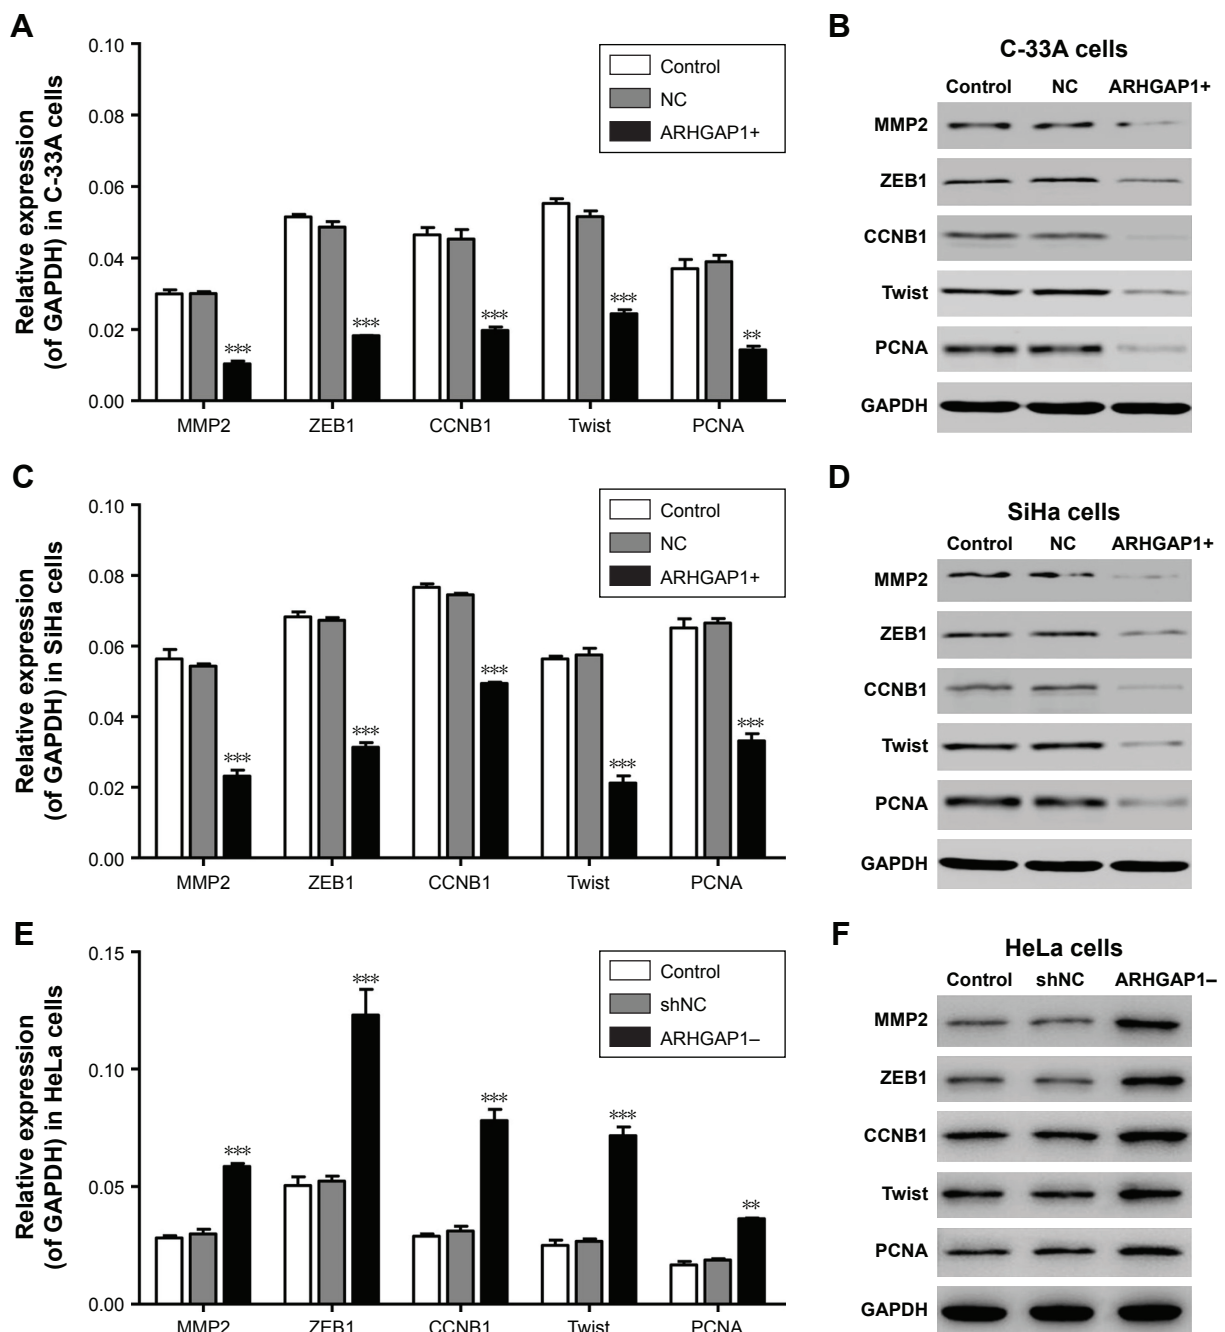 A
Relative expression
(of GAPDH) in C-33A cells
0.10
0.08
0.06
0.04
0.02
0.00
Control
NC
ARHGAP1+
***
***
***
***
**
MMP2 ZEB1 CCNB1 Twist PCNA
B
C-33A cells
Control NC ARHGAP1+
MMP2
ZEB1
CCNB1
Twist
PCNA
GAPDH
C
Relative expression
(of GAPDH) in SiHa cells
0.10
0.08
0.06
0.04
0.02
0.00
Control
NC
ARHGAP1+
***
***
***
***
***
MMP2 ZEB1 CCNB1 Twist PCNA
D
SiHa cells
Control NC ARHGAP1+
MMP2
ZEB1
CCNB1
Twist
PCNA
GAPDH
E
Relative expression
(of GAPDH) in HeLa cells
0.15
0.10
0.05
0.00
Control
shNC
ARHGAP1–
***
***
***
***
**
MMP2 ZEB1 CCNB1 Twist PCNA
F
HeLa cells
Control shNC ARHGAP1–
MMP2
ZEB1
CCNB1
Twist
PCNA
GAPDH